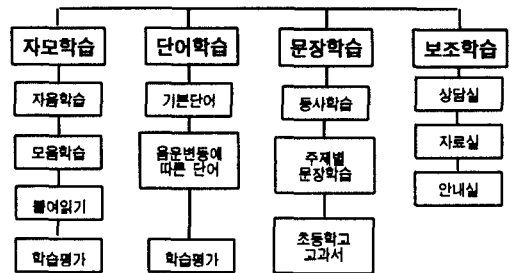 자모학습
단어학습
문장학습
보조학습
자음학습
기본단어
동사학습
상담실
모음학습
음운변동에
따른 단어
주제별
문장학습
자료실
붙여읽기
안내실
학습평가
학습평가
초등학교
교과서